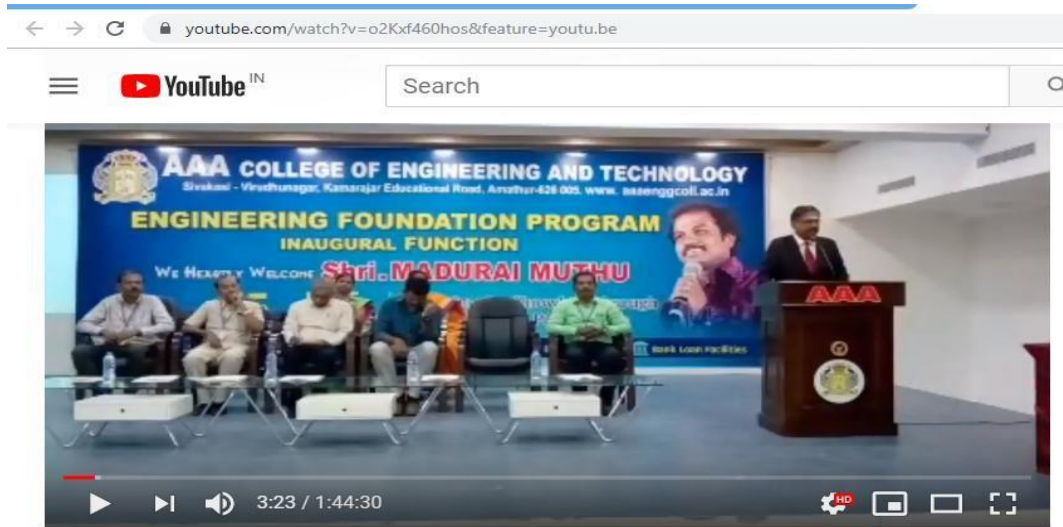 youtube.com/watch?v=o2Kxf460hos&feature=youtu.be
YouTube IN
Search
AAA COLLEGE OF ENGINEERING AND TECHNOLOGY
Sivakasi - Virudhunagar, Kamarajar Educational Road, Amathur-626 005. www. aaaenggcoll.ac.in
ENGINEERING FOUNDATION PROGRAM
INAUGURAL FUNCTION
WE HEARTLY WELCOME Shri. MADURAI MUTHU
Bank Loan Facilities
AAA
3:23 / 1:44:30
HD